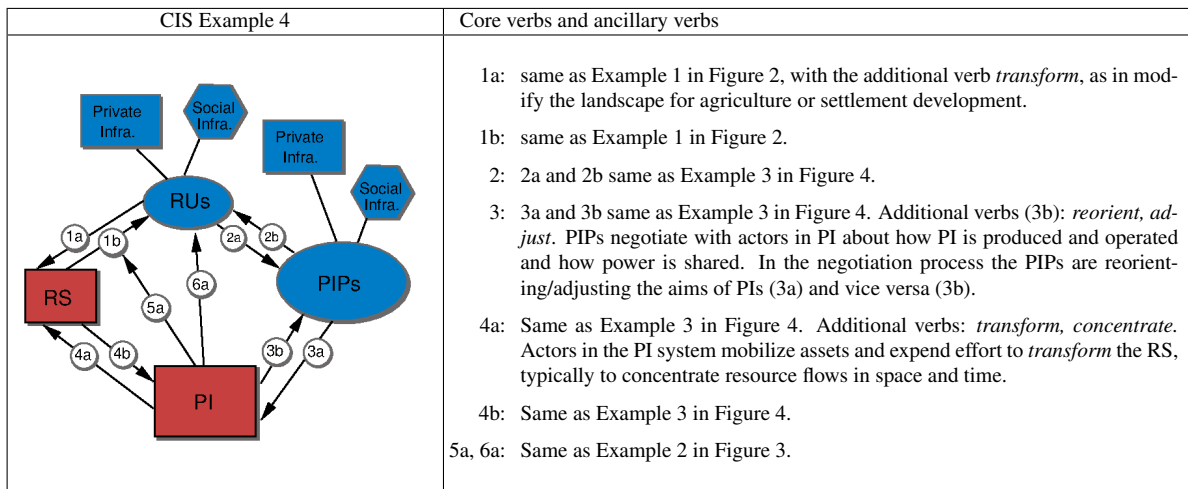 CIS Example 4
Core verbs and ancillary verbs
Private
Infra.
Social
Infra.
Private
Infra.
Social
Infra.
RUs
1a
1b
2a
2b
6a
RS
PIPs
5a
4a
4b
3b
3a
PI
1a: same as Example 1 in Figure 2, with the additional verb transform, as in mod-
ify the landscape for agriculture or settlement development.
1b: same as Example 1 in Figure 2.
2: 2a and 2b same as Example 3 in Figure 4.
3: 3a and 3b same as Example 3 in Figure 4. Additional verbs (3b): reorient, ad-
just. PIPs negotiate with actors in PI about how PI is produced and operated
and how power is shared. In the negotiation process the PIPs are reorient-
ing/adjusting the aims of PIs (3a) and vice versa (3b).
4a: Same as Example 3 in Figure 4. Additional verbs: transform, concentrate.
Actors in the PI system mobilize assets and expend effort to transform the RS,
typically to concentrate resource flows in space and time.
4b: Same as Example 3 in Figure 4.
5a, 6a: Same as Example 2 in Figure 3.